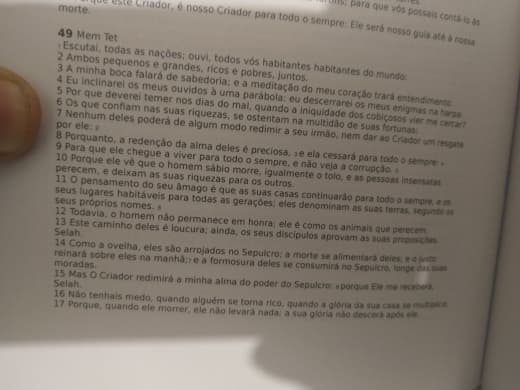 este Criador, é nosso Criador para todo o sempre: Ele será nosso guia até à nossa
morte.
49 Mem Tet
1 Escutai, todas as nações; ouvi, todos vós habitantes habitantes do mundo:
2 Ambos pequenos e grandes, ricos e pobres, juntos.
3 A minha boca falará de sabedoria; e a meditação do meu coração trará entendimento.
4 Eu inclinarei os meus ouvidos à uma parábola: eu descerrarei os meus enigmas na harpa.
5 Por que deverei temer nos dias do mal, quando a iniquidade dos cobiçosos vier me cercar?
6 Os que confiam nas suas riquezas, se ostentam na multidão de suas fortunas;
7 Nenhum deles poderá de algum modo redimir a seu irmão, nem dar ao Criador um resgate
por ele:
8 Porquanto, a redenção da alma deles é preciosa, e ela cessará para todo o sempre:
9 Para que ele chegue a viver para todo o sempre, e não veja a corrupção.
10 Porque ele vê que o homem sábio morre, igualmente o tolo, e as pessoas insensatas
perecem, e deixam as suas riquezas para os outros.
11 O pensamento do seu âmago é que as suas casas continuarão para todo o sempre, e os
seus lugares habitáveis para todas as gerações; eles denominam as suas terras, segundo os
seus próprios nomes.
12 Todavia, o homem não permanece em honra; ele é como os animais que perecem.
13 Este caminho deles é loucura; ainda, os seus discípulos aprovam as suas proposições.
Selah.
14 Como a ovelha, eles são arrojados no Sepulcro; a morte se alimentará deles; e o justo
reinará sobre eles na manhã; e a formosura deles se consumirá no Sepulcro, longe das suas
moradas.
15 Mas O Criador redimirá a minha alma do poder do Sepulcro: porque Ele me receberá.
Selah.
16 Não tenhais medo, quando alguém se torna rico, quando a glória da sua casa se multiplica;
17 Porque, quando ele morrer, ele não levará nada; a sua glória não descerá após ele.